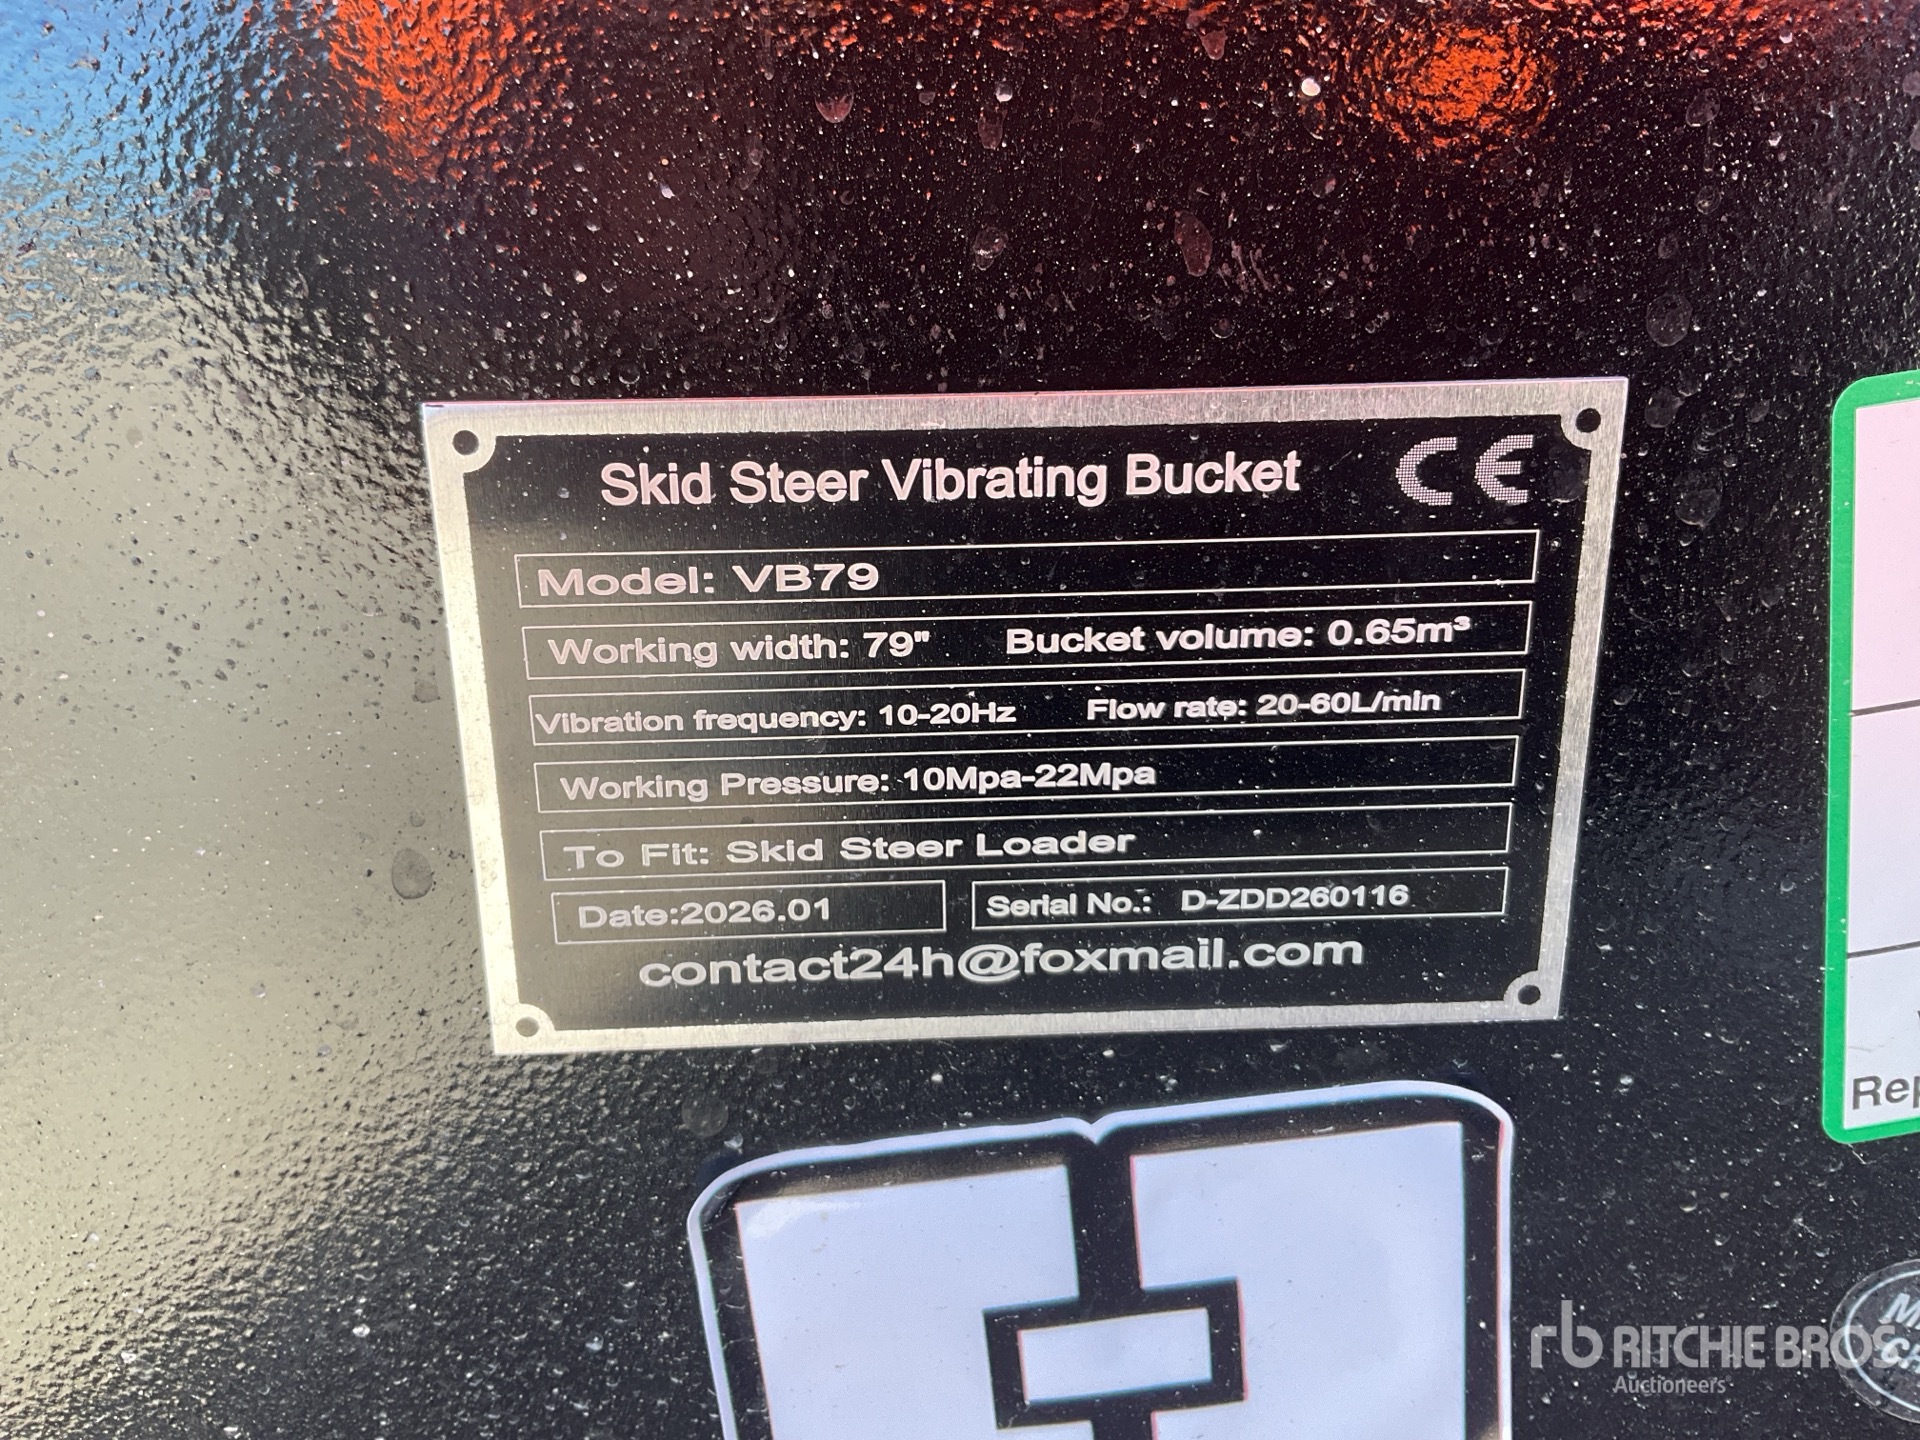 Skid Steer Vibrating Bucket CE
Model: VB79
Working width: 79" Bucket volume: 0.65m³
Vibration frequency: 10-20Hz Flow rate: 20-60L/min
Working Pressure: 10Mpa-22Mpa
To Fit: Skid Steer Loader
Date:2026.01 Serial No.: D-ZDD260116
contact24h@foxmail.com
rb RITCHIE BROS
Auctioneers